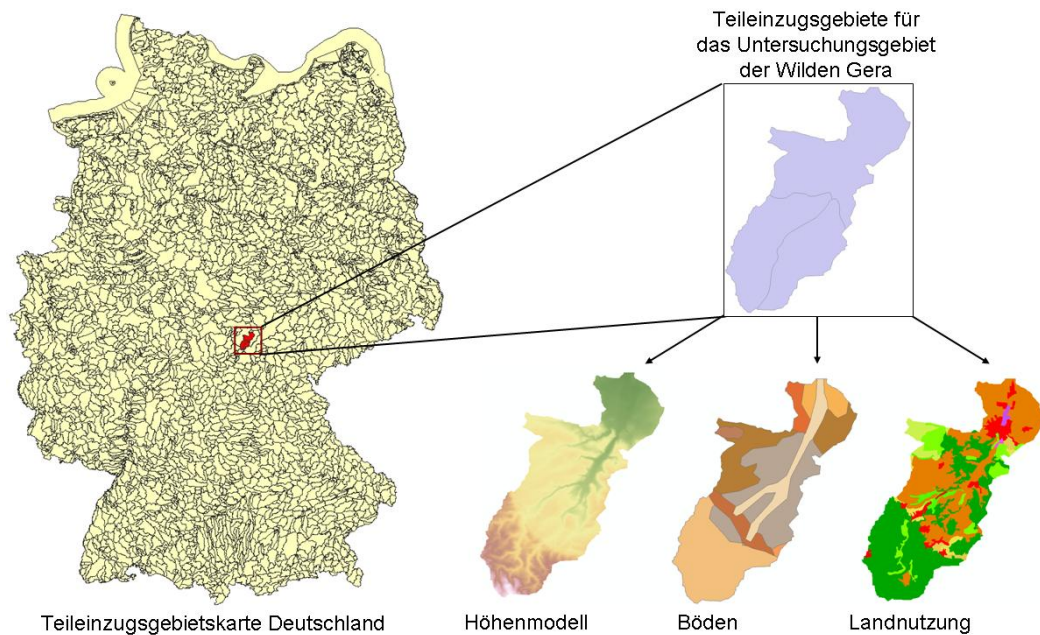 Teileinzugsgebiete für
das Untersuchungsgebiet
der Wilden Gera
Teileinzugsgebietskarte Deutschland
Höhenmodell
Böden
Landnutzung